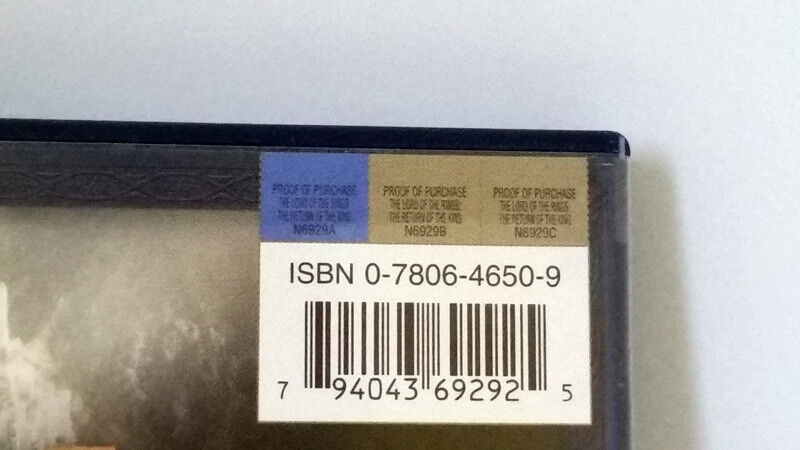 PROOF OF PURCHASE
THE LORD OF THE RINGS
THE RETURN OF THE KING
N6929A
PROOF OF PURCHASE
THE LORD OF THE RINGS
THE RETURN OF THE KING
N6929B
PROOF OF PURCHASE
THE LORD OF THE RINGS
THE RETURN OF THE KING
N6929C
ISBN 0-7806-4650-9
7 94043 69292 5